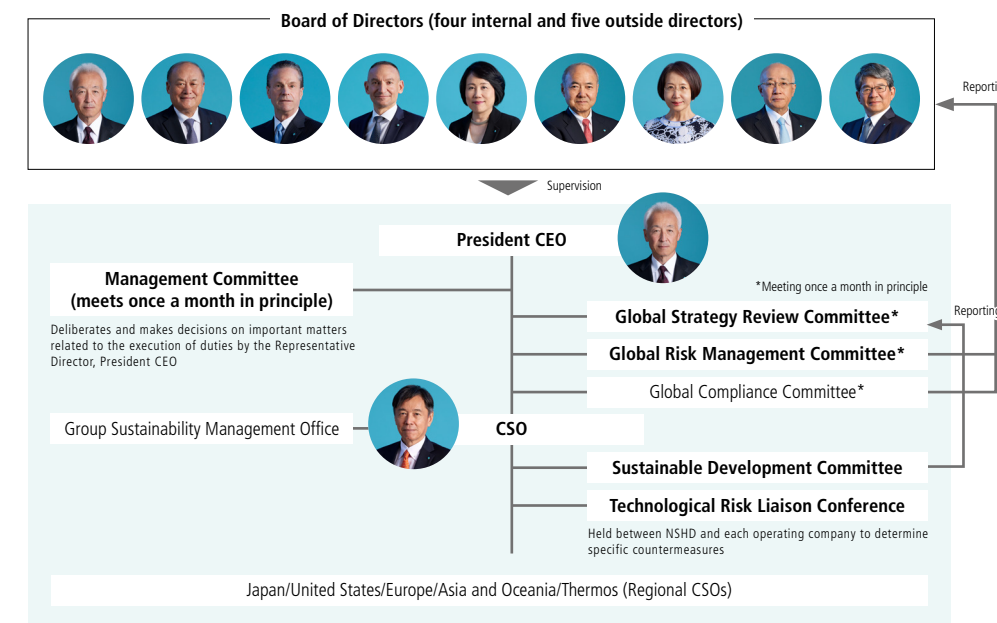 Board of Directors (four internal and five outside directors)
Reporti
Supervision
President CEO
Management Committee
(meets once a month in principle)
Deliberates and makes decisions on important matters
related to the execution of duties by the Representative
Director, President CEO
*Meeting once a month in principle
Global Strategy Review Committee*
Reporting
Global Risk Management Committee*
Global Compliance Committee*
Group Sustainability Management Office
CSO
Sustainable Development Committee
Technological Risk Liaison Conference
Held between NSHD and each operating company to determine
specific countermeasures
Japan/United States/Europe/Asia and Oceania/Thermos (Regional CSOs)